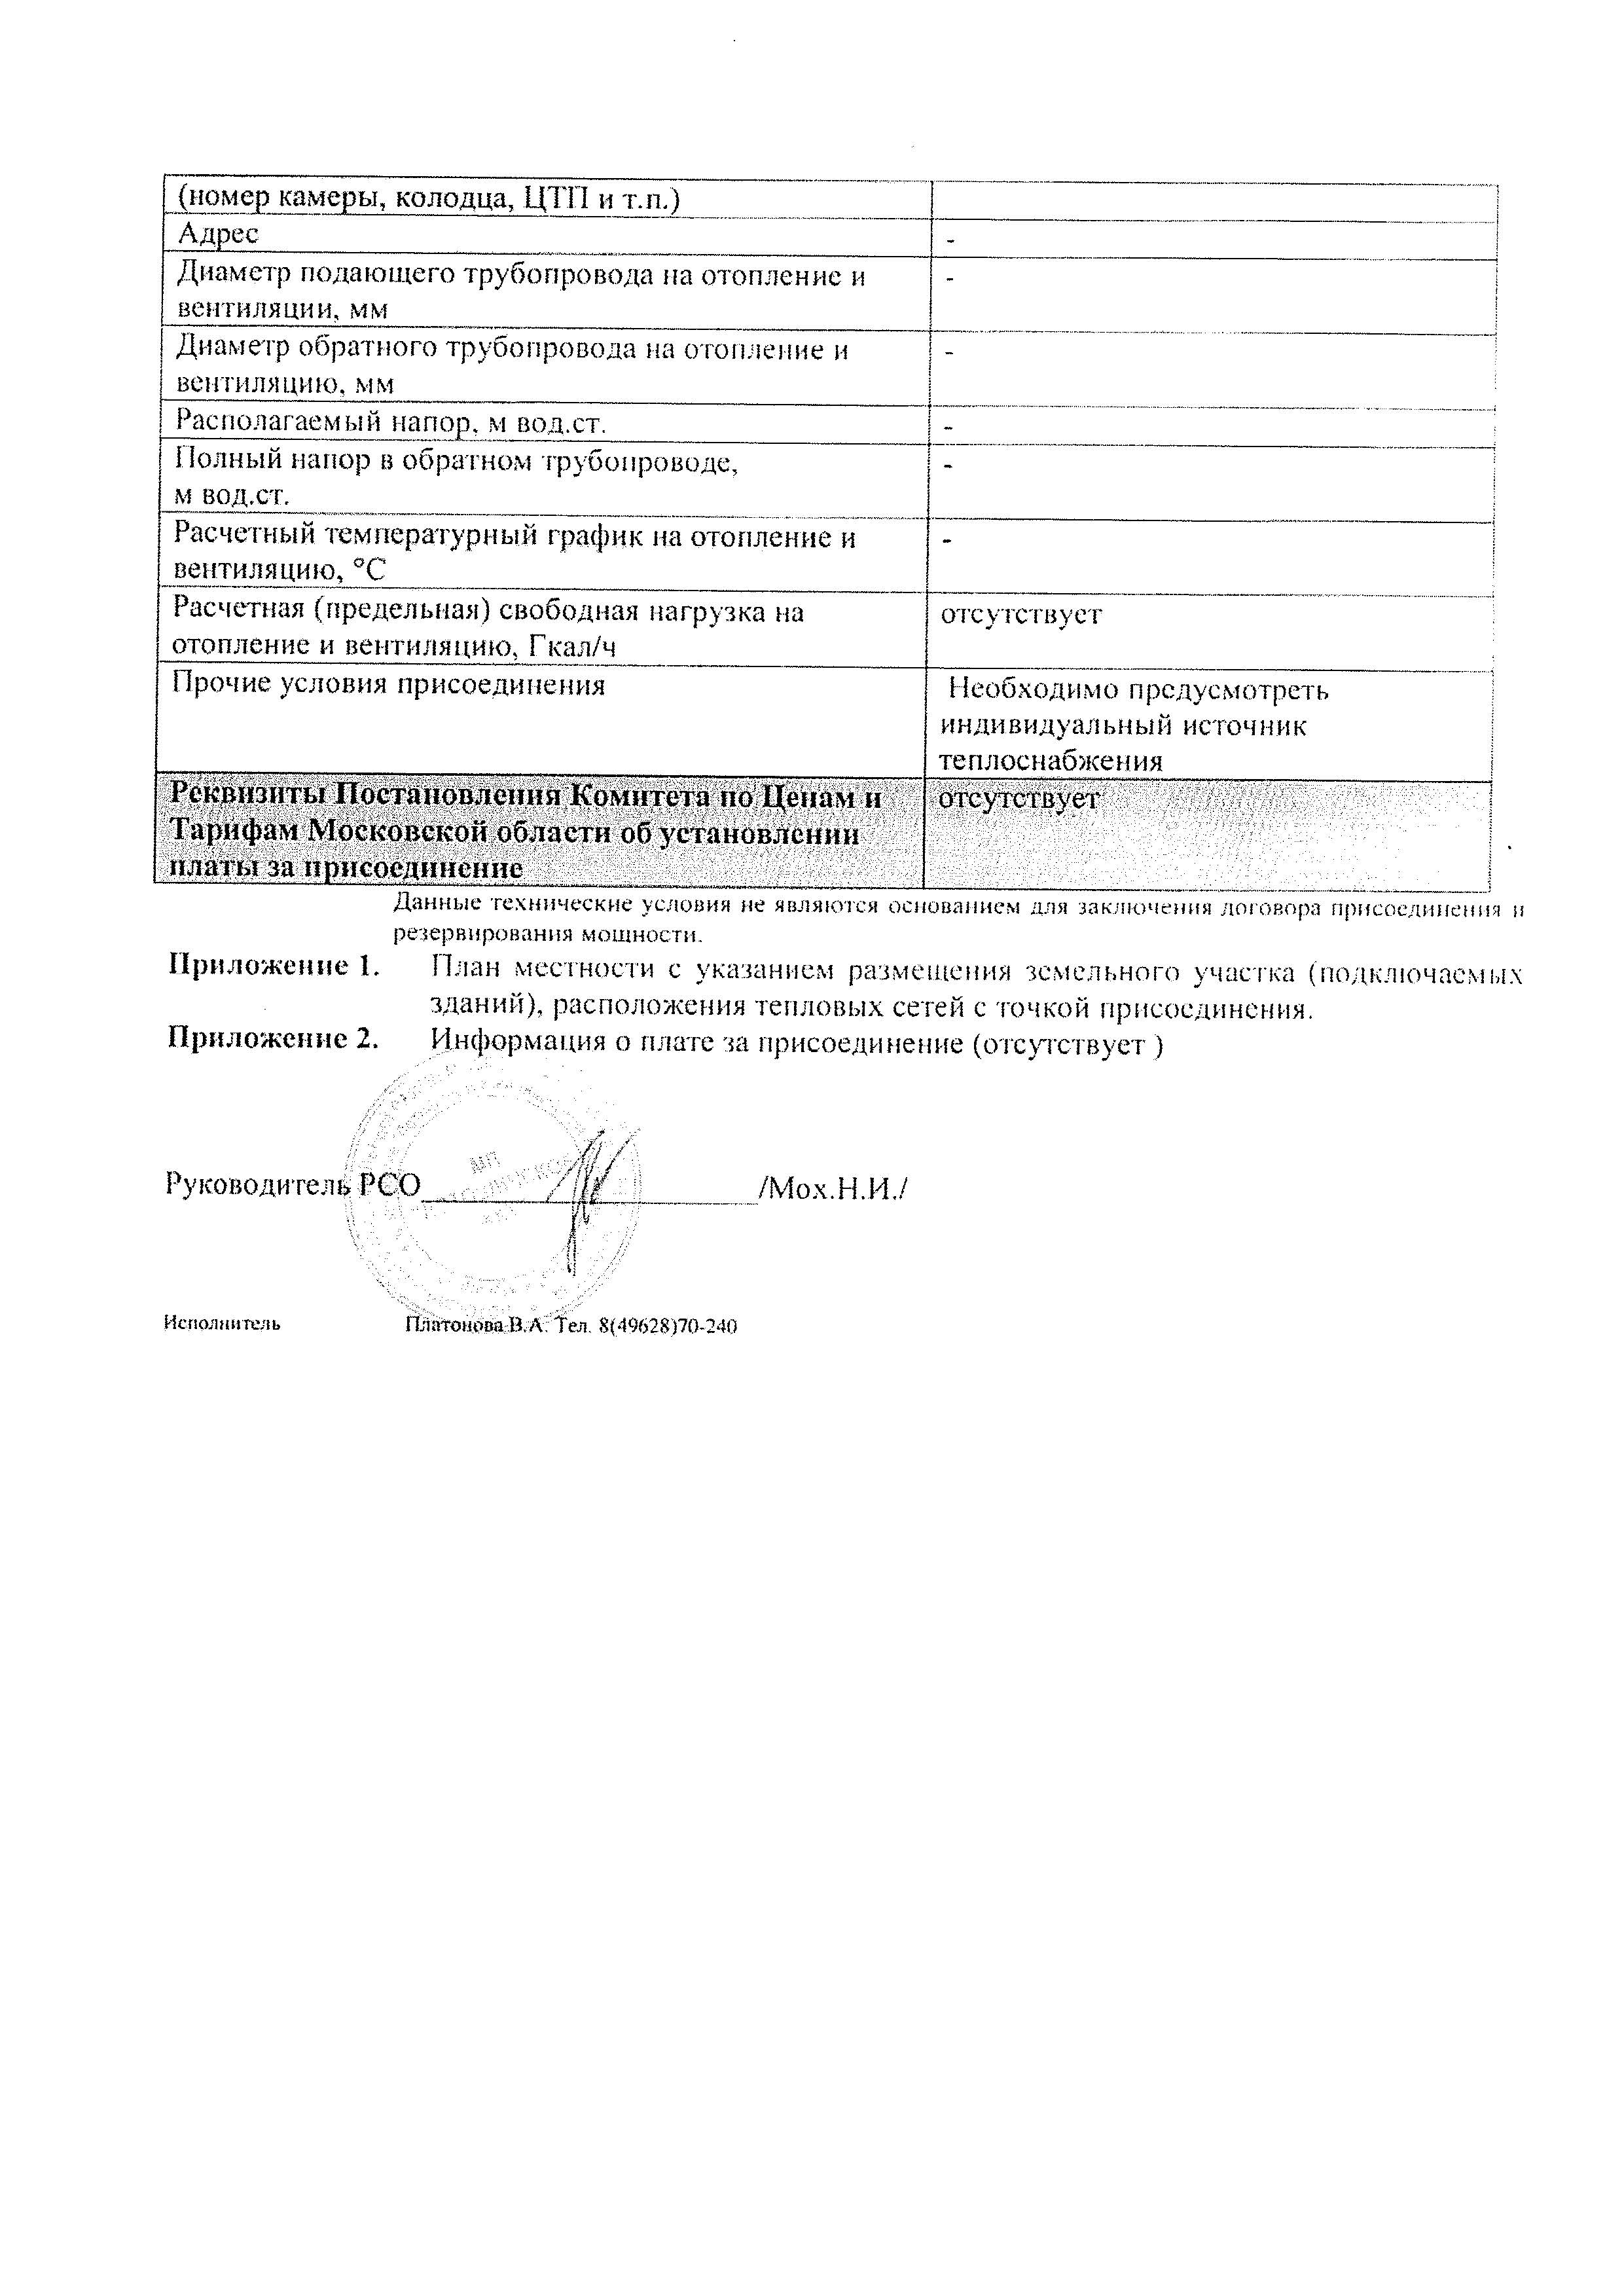 (номер камеры, колодца, ЦТП и т.п.)
Адрес -
Диаметр подающего трубопровода на отопление и -
вентиляции, мм
Диаметр обратного трубопровода на отопление и -
вентиляцию, мм
Располагаемый напор, м вод.ст. -
Полный напор в обратном трубопроводе, -
м вод.ст.
Расчетный температурный график на отопление и -
вентиляцию, °С
Расчетная (предельная) свободная нагрузка на отсутствует
отопление и вентиляцию, Гкал/ч
Прочие условия присоединения Необходимо предусмотреть
индивидуальный источник
теплоснабжения
Реквизиты Постановления Комитета по Ценам и отсутствует
Тарифам Московской области об установлении
платы за присоединение
Данные технические условия не являются основанием для заключения договора присоединения и
резервирования мощности.
Приложение 1. План местности с указанием размещения земельного участка (подключаемых
зданий), расположения тепловых сетей с точкой присоединения.
Приложение 2. Информация о плате за присоединение (отсутствует )
Руководитель РСО /Мох.Н.И./
Исполнитель Платонова В.А. Тел. 8(49628)70-240